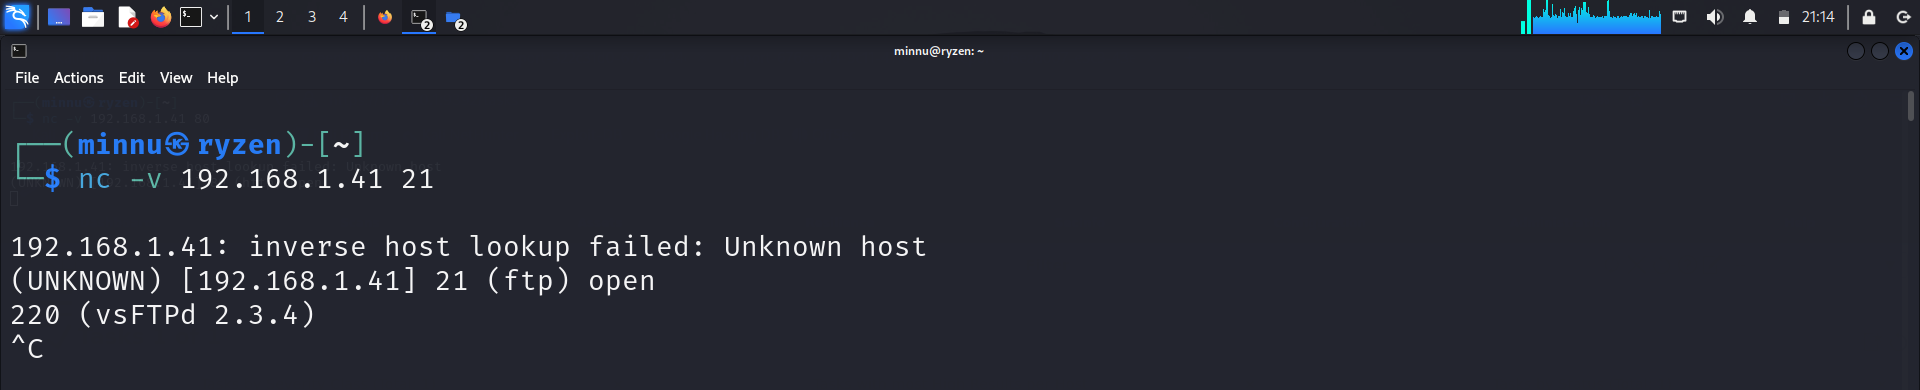 1 2 3 4 2 2 21:14
minnu@ryzen: ~
File Actions Edit View Help
┌──(minnu㉿ryzen)-[~]
└─$ nc -v 192.168.1.41 21
192.168.1.41: inverse host lookup failed: Unknown host
(UNKNOWN) [192.168.1.41] 21 (ftp) open
220 (vsFTPd 2.3.4)
^C